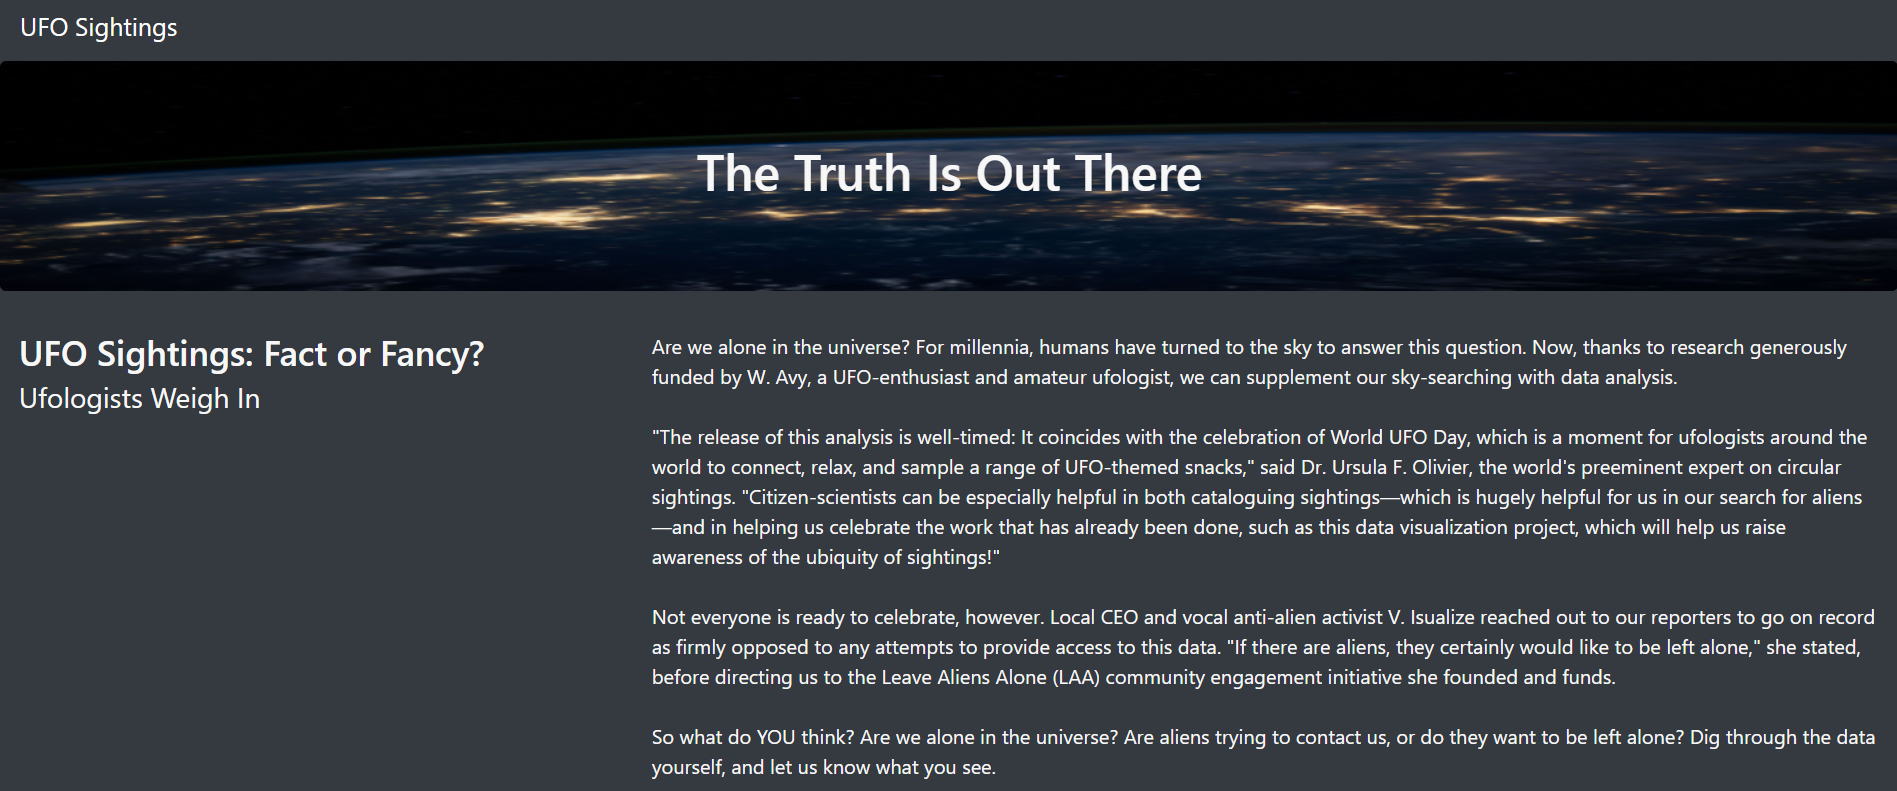 UFO Sightings
The Truth Is Out There
UFO Sightings: Fact or Fancy?
Ufologists Weigh In
Are we alone in the universe? For millennia, humans have turned to the sky to answer this question. Now, thanks to research generously
funded by W. Avy, a UFO-enthusiast and amateur ufologist, we can supplement our sky-searching with data analysis.
"The release of this analysis is well-timed: It coincides with the celebration of World UFO Day, which is a moment for ufologists around the
world to connect, relax, and sample a range of UFO-themed snacks," said Dr. Ursula F. Olivier, the world's preeminent expert on circular
sightings. "Citizen-scientists can be especially helpful in both cataloguing sightings—which is hugely helpful for us in our search for aliens
—and in helping us celebrate the work that has already been done, such as this data visualization project, which will help us raise
awareness of the ubiquity of sightings!"
Not everyone is ready to celebrate, however. Local CEO and vocal anti-alien activist V. Isualize reached out to our reporters to go on record
as firmly opposed to any attempts to provide access to this data. "If there are aliens, they certainly would like to be left alone," she stated,
before directing us to the Leave Aliens Alone (LAA) community engagement initiative she founded and funds.
So what do YOU think? Are we alone in the universe? Are aliens trying to contact us, or do they want to be left alone? Dig through the data
yourself, and let us know what you see.